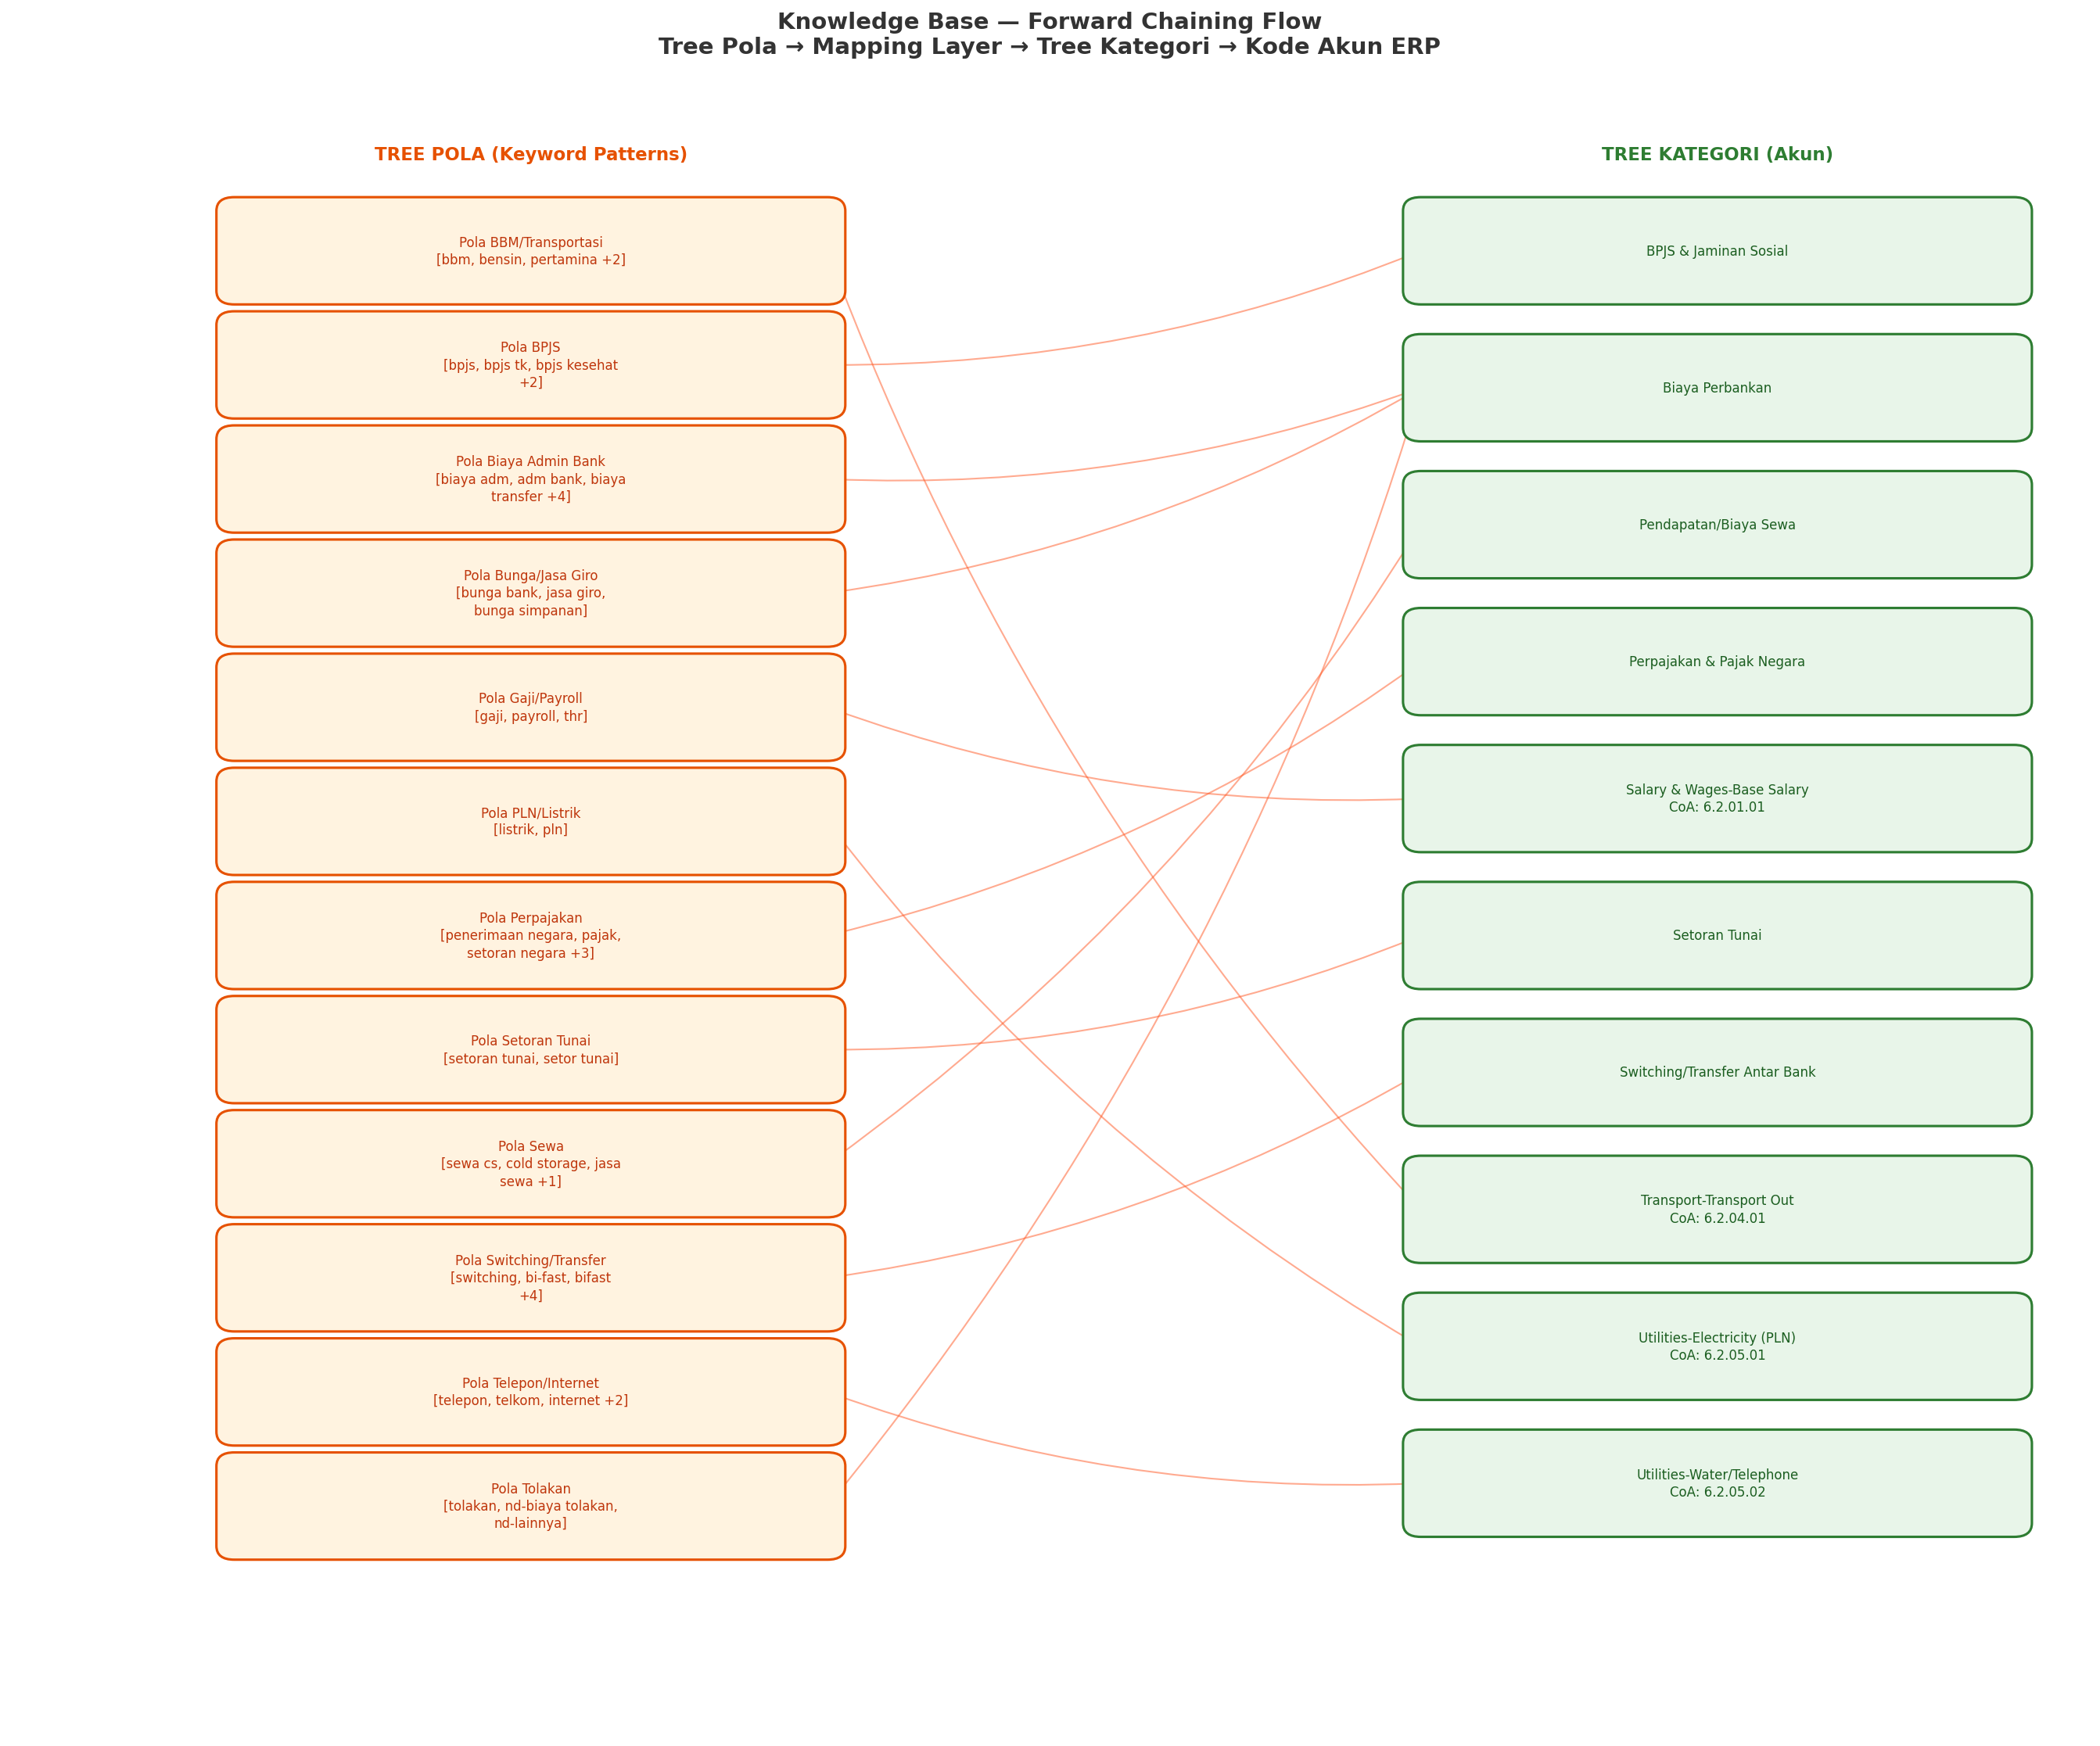 Knowledge Base — Forward Chaining Flow
Tree Pola → Mapping Layer → Tree Kategori → Kode Akun ERP
TREE POLA (Keyword Patterns)
Pola BBM/Transportasi
[bbm, bensin, pertamina +2]
Pola BPJS
[bpjs, bpjs tk, bpjs kesehat
+2]
Pola Biaya Admin Bank
[biaya adm, adm bank, biaya
transfer +4]
Pola Bunga/Jasa Giro
[bunga bank, jasa giro,
bunga simpanan]
Pola Gaji/Payroll
[gaji, payroll, thr]
Pola PLN/Listrik
[listrik, pln]
Pola Perpajakan
[penerimaan negara, pajak,
setoran negara +3]
Pola Setoran Tunai
[setoran tunai, setor tunai]
Pola Sewa
[sewa cs, cold storage, jasa
sewa +1]
Pola Switching/Transfer
[switching, bi-fast, bifast
+4]
Pola Telepon/Internet
[telepon, telkom, internet +2]
Pola Tolakan
[tolakan, nd-biaya tolakan,
nd-lainnya]
TREE KATEGORI (Akun)
BPJS & Jaminan Sosial
Biaya Perbankan
Pendapatan/Biaya Sewa
Perpajakan & Pajak Negara
Salary & Wages-Base Salary
CoA: 6.2.01.01
Setoran Tunai
Switching/Transfer Antar Bank
Transport-Transport Out
CoA: 6.2.04.01
Utilities-Electricity (PLN)
CoA: 6.2.05.01
Utilities-Water/Telephone
CoA: 6.2.05.02